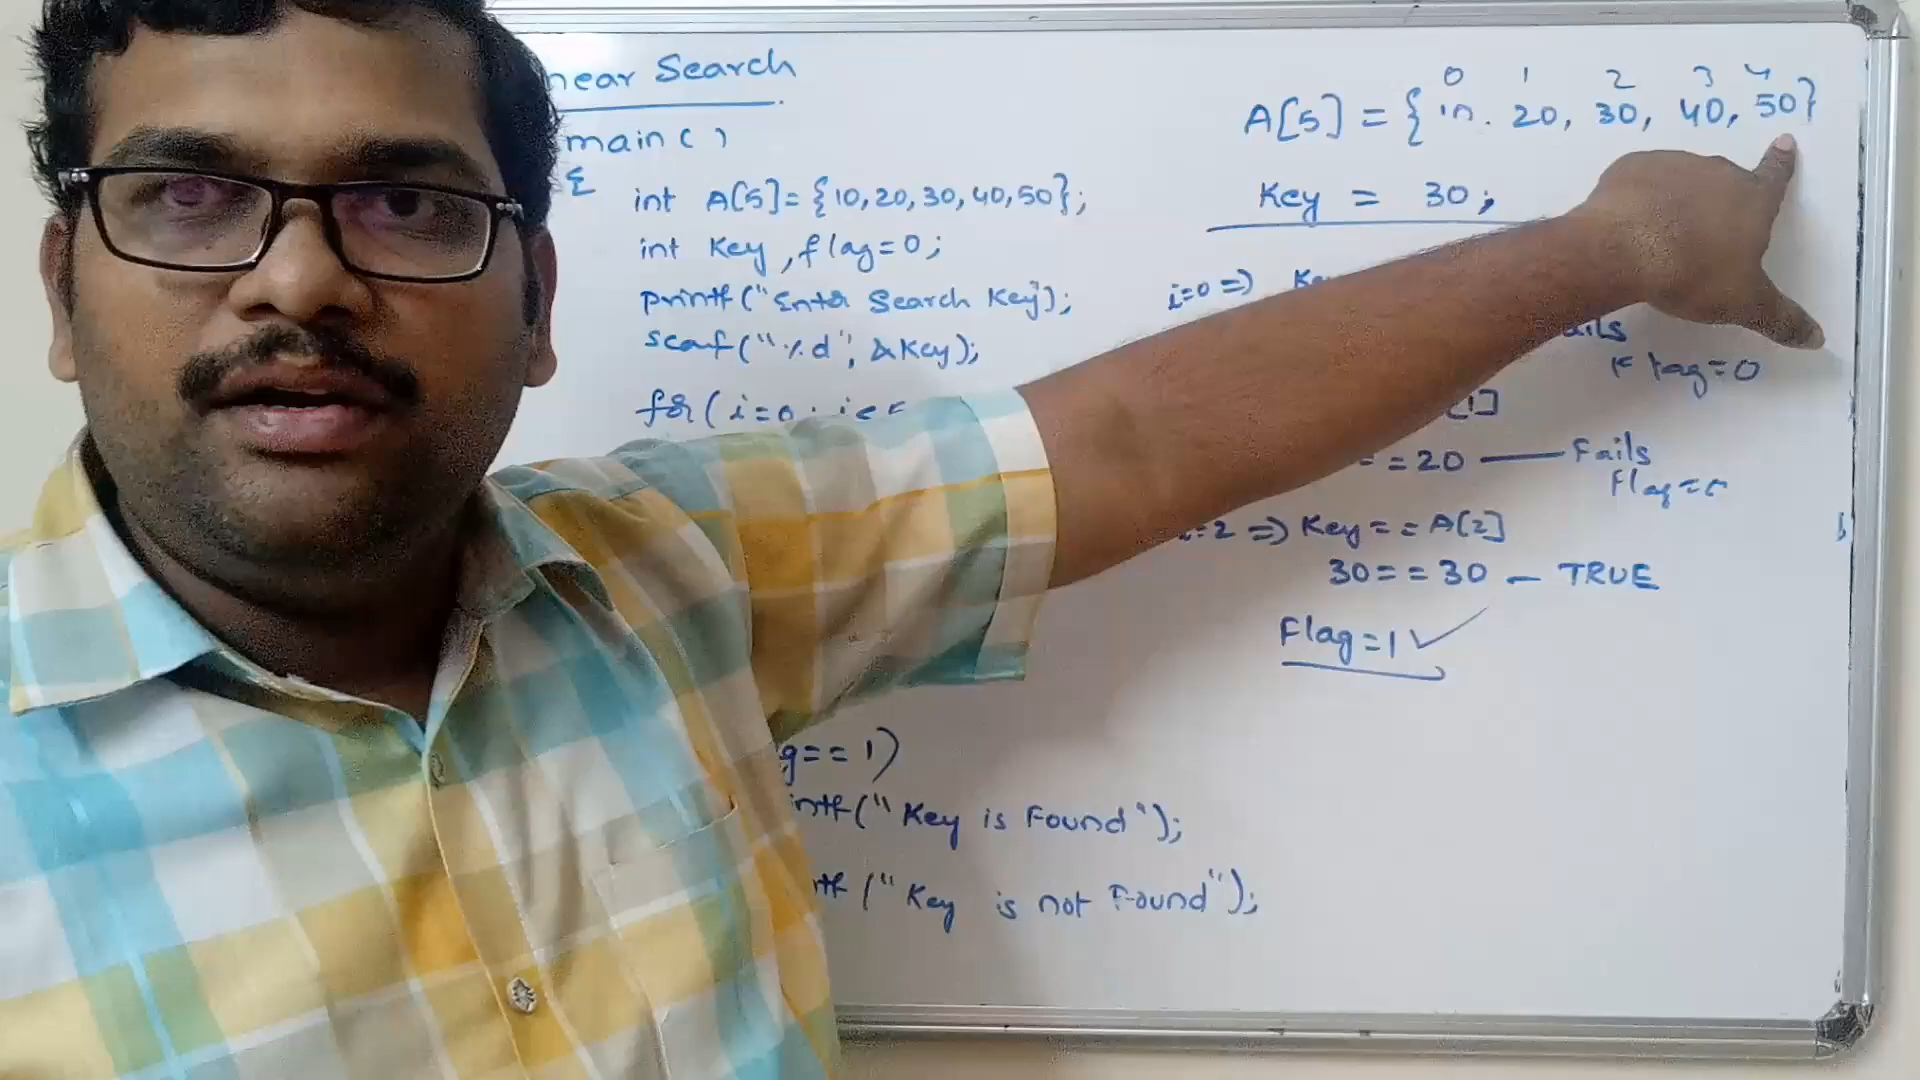 near Search
main()
{
int A[5]={10,20,30,40,50};
int Key, flag=0;
printf("Enter Search Key");
scanf("%d", &Key);
for(i=0; i<
g==1)
intf("Key is Found");
ntf("Key is not Found");
0 1 2 3 4
A[5] = { 20, 30, 40, 50}
Key = 30;
i=0 =>
ails
Flag=0
[1]
= =20 — Fails
Flag=
=2 => Key==A[2]
30==30 – TRUE
Flag=1 ✓